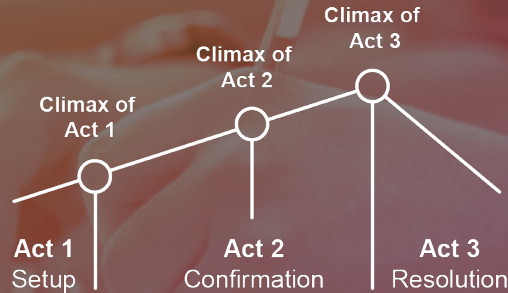 Climax of
Act 3
Climax of
Act 2
Climax of
Act 1
Act 1
Setup
Act 2
Confirmation
Act 3
Resolution